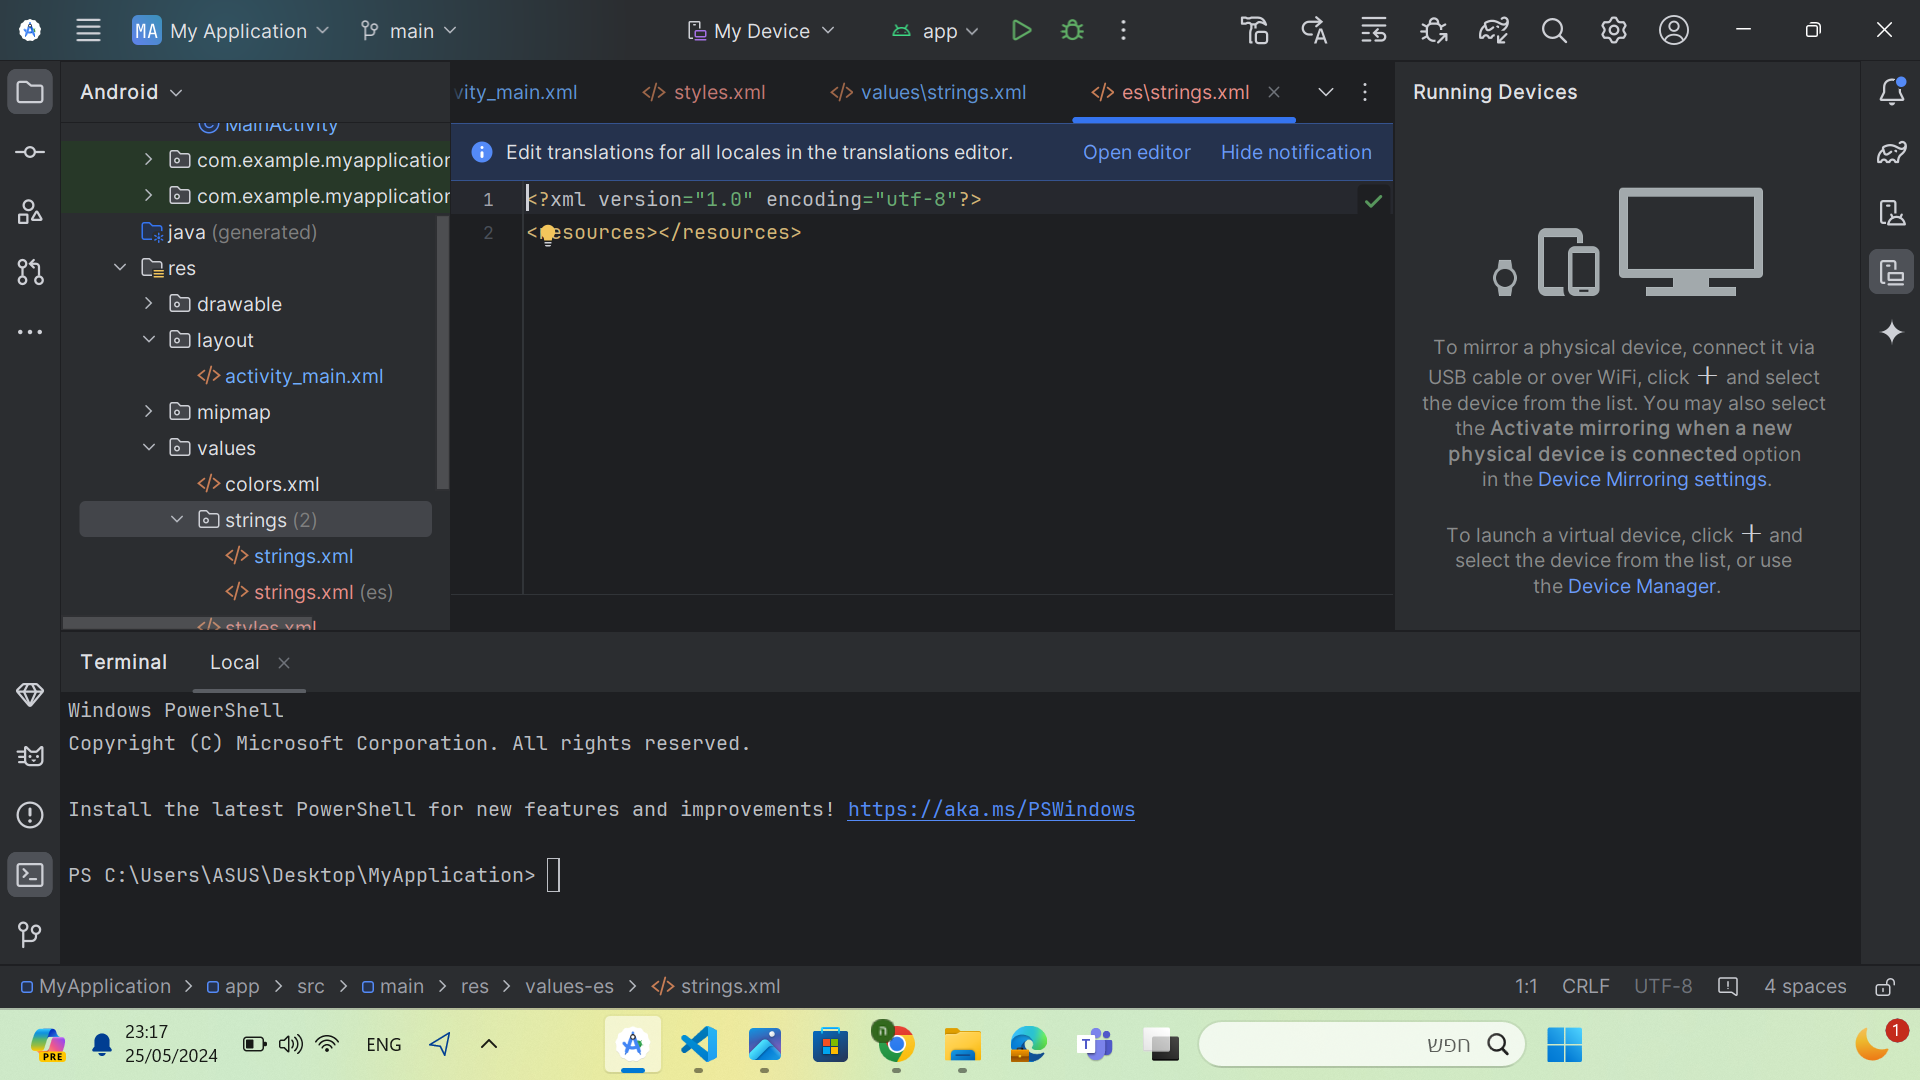 MA My Application
main
My Device
app
Android
vity_main.xml
styles.xml
values\strings.xml
es\strings.xml
Running Devices
MainActivity
com.example.myapplication
com.example.myapplication
java (generated)
res
drawable
layout
activity_main.xml
mipmap
values
colors.xml
strings (2)
strings.xml
strings.xml (es)
styles.xml
Edit translations for all locales in the translations editor.
Open editor
Hide notification
1 <?xml version="1.0" encoding="utf-8"?>
2 <resources></resources>
To mirror a physical device, connect it via
USB cable or over WiFi, click + and select
the device from the list. You may also select
the Activate mirroring when a new
physical device is connected option
in the Device Mirroring settings.
To launch a virtual device, click + and
select the device from the list, or use
the Device Manager.
Terminal
Local
Windows PowerShell
Copyright (C) Microsoft Corporation. All rights reserved.
Install the latest PowerShell for new features and improvements! https://aka.ms/PSWindows
PS C:\Users\ASUS\Desktop\MyApplication>
MyApplication > app > src > main > res > values-es > strings.xml
1:1
CRLF
UTF-8
4 spaces
PRE
23:17
25/05/2024
ENG
ח
T
חפש
1